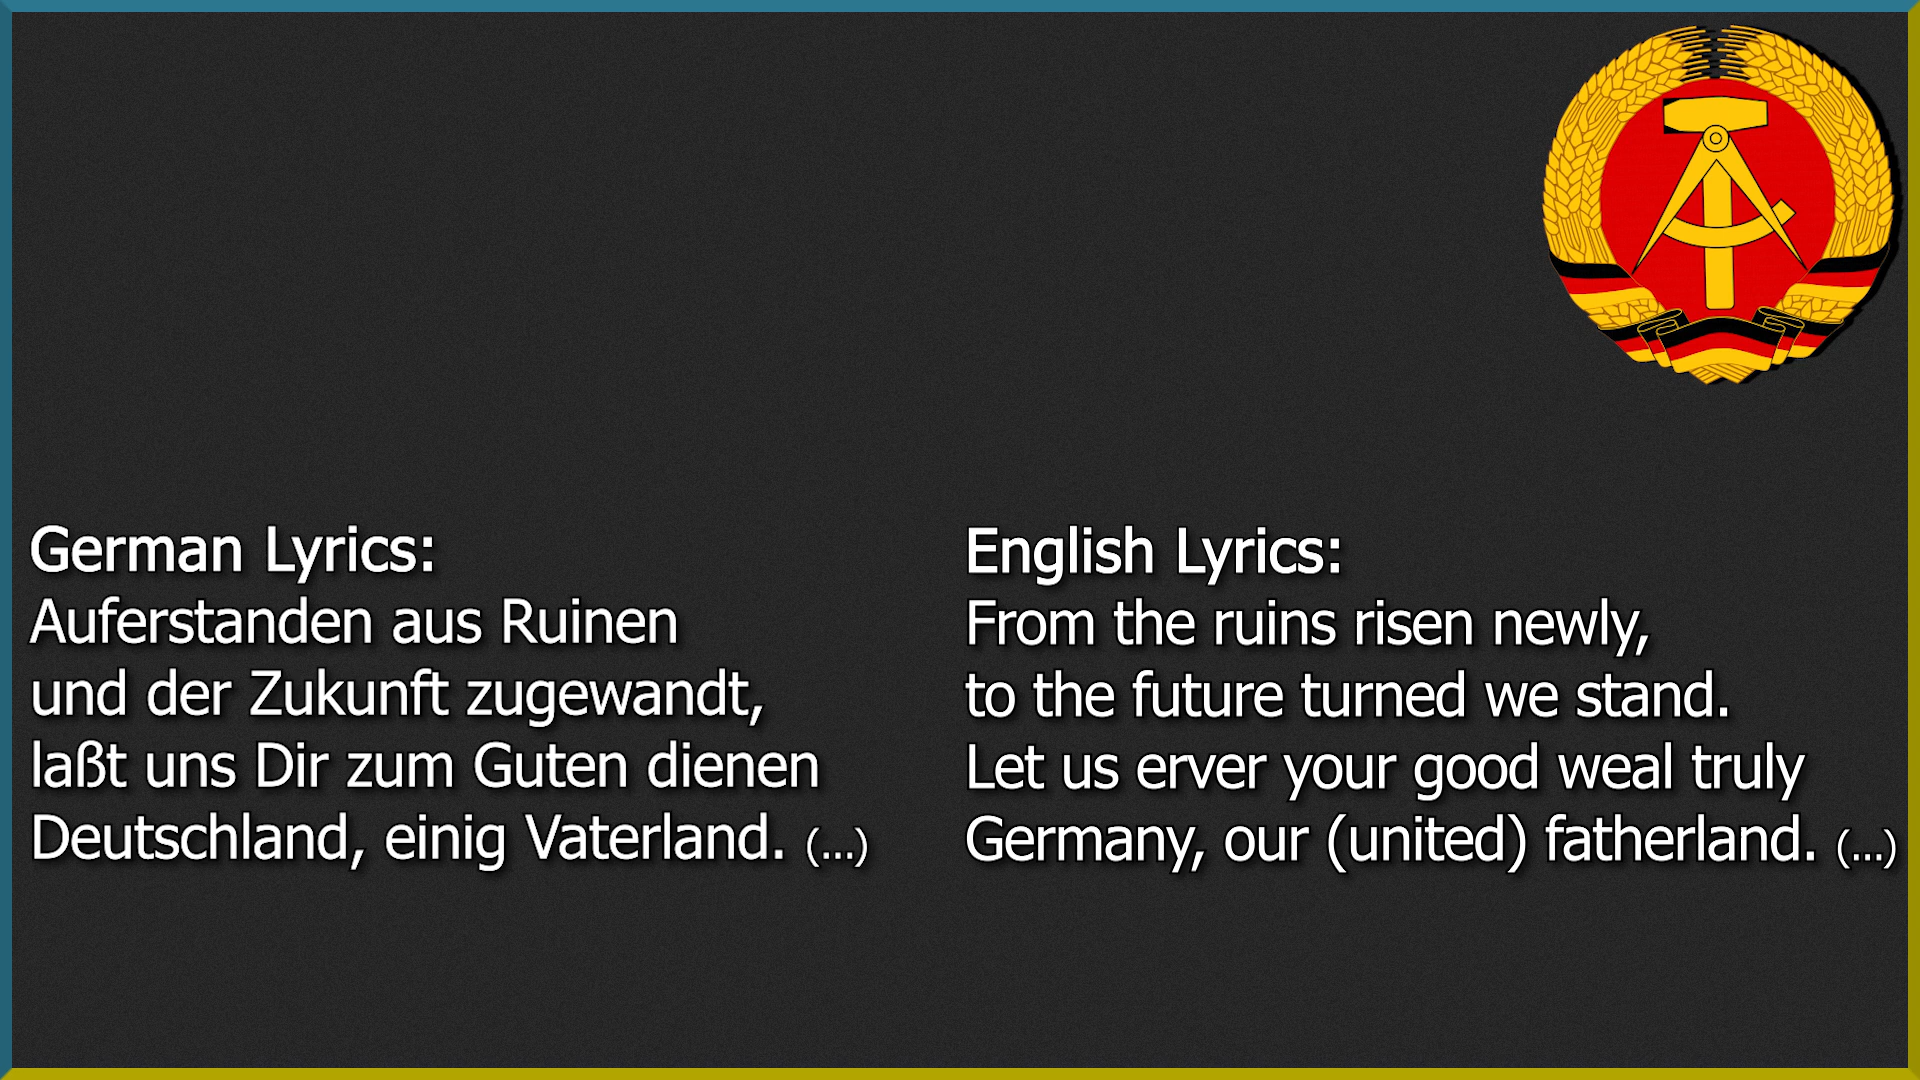 German Lyrics:
Auferstanden aus Ruinen
und der Zukunft zugewandt,
laßt uns Dir zum Guten dienen
Deutschland, einig Vaterland. (...)
English Lyrics:
From the ruins risen newly,
to the future turned we stand.
Let us erver your good weal truly
Germany, our (united) fatherland. (...)